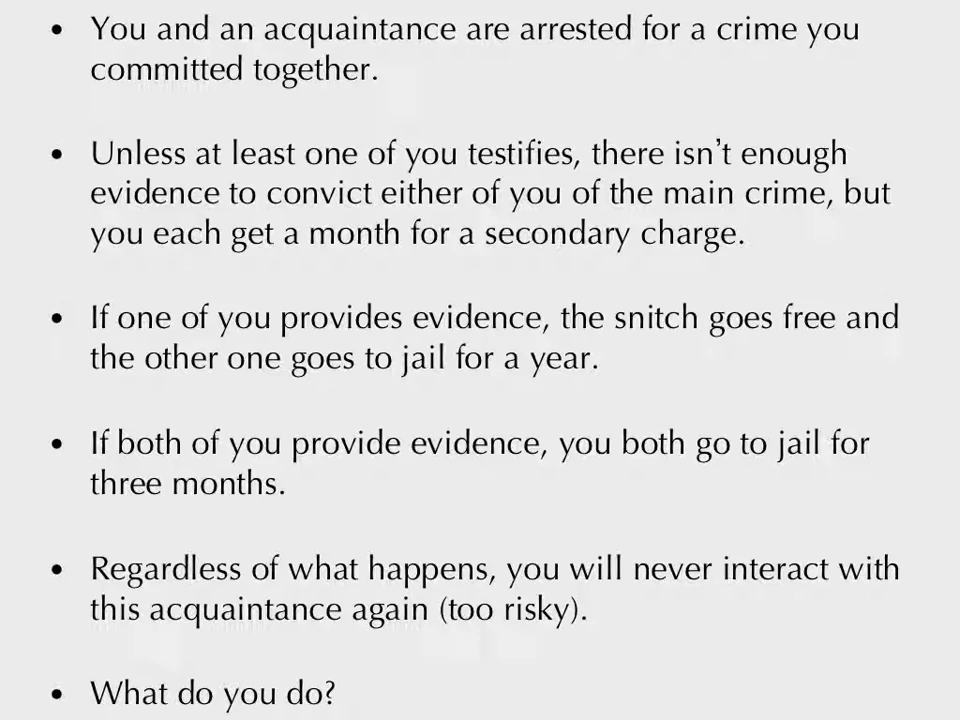 • You and an acquaintance are arrested for a crime you
committed together.
• Unless at least one of you testifies, there isn’t enough
evidence to convict either of you of the main crime, but
you each get a month for a secondary charge.
• If one of you provides evidence, the snitch goes free and
the other one goes to jail for a year.
• If both of you provide evidence, you both go to jail for
three months.
• Regardless of what happens, you will never interact with
this acquaintance again (too risky).
• What do you do?